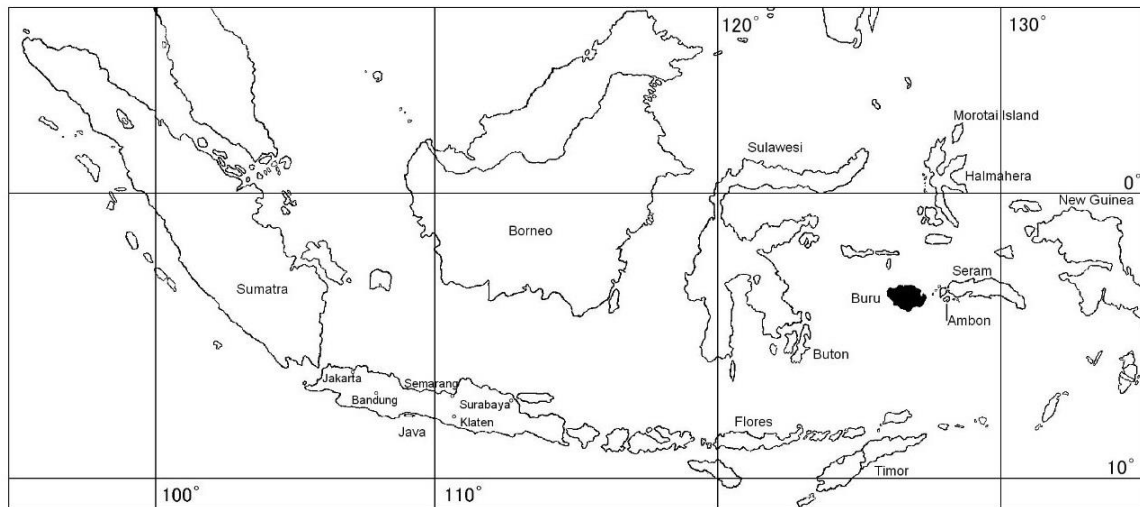 120°
130°
Morotai Island
Sulawesi
Halmahera
0°
New Guinea
Borneo
Seram
Sumatra
Buru
Ambon
Buton
Jakarta
Semarang
Bandung
Surabaya
Klaten
Flores
Java
Timor
10°
100°
110°